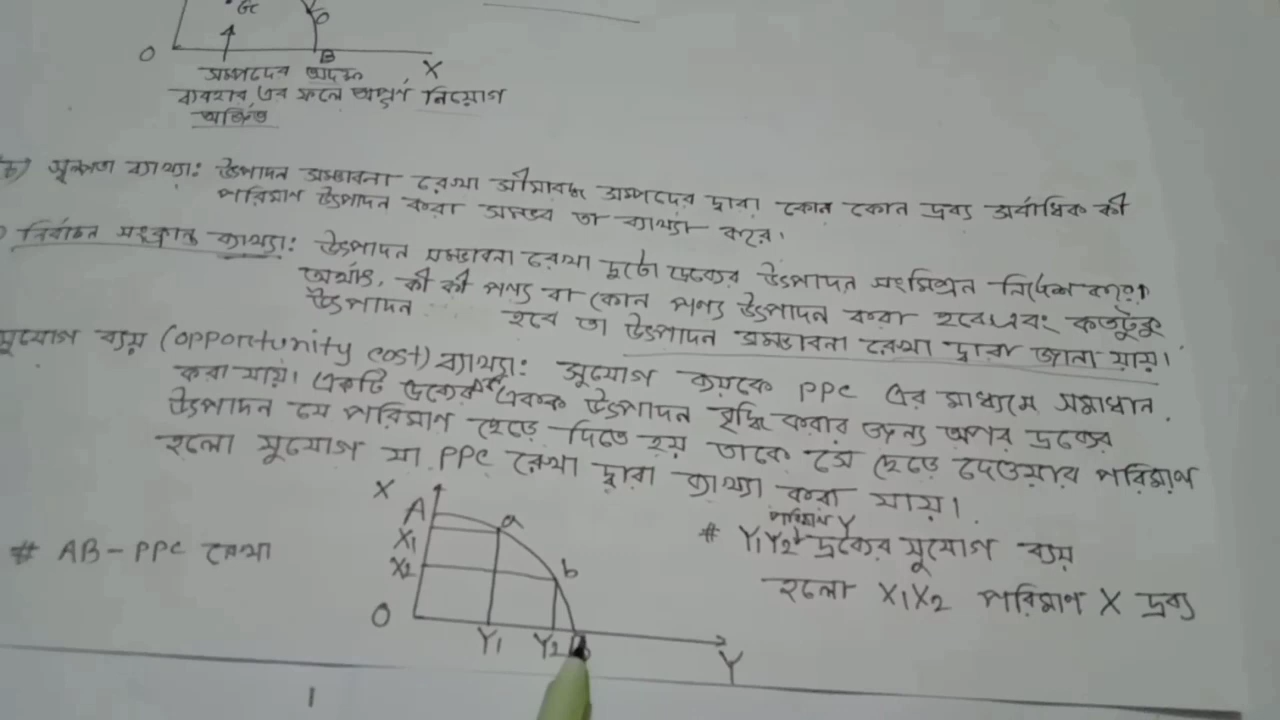 Gc
O
B
X
সম্পদের অদক্ষ
ব্যবহার এর ফলে অপূর্ণ নিয়োগ
অর্জিত
স্বল্পতা ব্যাখ্যা: উৎপাদন সম্ভাবনা রেখা সীমাবদ্ধ সম্পদের দ্বারা কোন কোন দ্রব্য সর্বাধিক কী
পরিমাণ উৎপাদন করা সম্ভব তা ব্যাখ্যা করে।
নির্বাচন সংক্রান্ত ব্যাখ্যা: উৎপাদন সম্ভাবনা রেখা দুটো দ্রব্যের উৎপাদন সংমিশ্রন নির্দেশ করে।
অর্থাৎ, কী কী পণ্য বা কোন পণ্য উৎপাদন করা হবে এবং কতটুকু
উৎপাদন হবে তা উৎপাদন সম্ভাবনা রেখা দ্বারা জানা যায়।
সুযোগ ব্যয় (opportunity cost) ব্যাখ্যা: সুযোগ ব্যয়কে PPC এর মাধ্যমে সমাধান
করা যায়। একটি দ্রব্যের একক উৎপাদন বৃদ্ধি করার জন্য অপর দ্রব্যের
উৎপাদন যে পরিমাণ ছেড়ে দিতে হয় তাকে সে ছেড়ে দেওয়ার পরিমাণ
হলো সুযোগ যা PPC রেখা দ্বারা ব্যাখ্যা করা যায়।
X
A
a
X1
X2
b
O
Y1
Y2
Y
# AB - PPC রেখা
পরিমাণ Y
# Y1Y2 দ্রব্যের সুযোগ ব্যয়
হলো X1X2 পরিমাণ X দ্রব্য